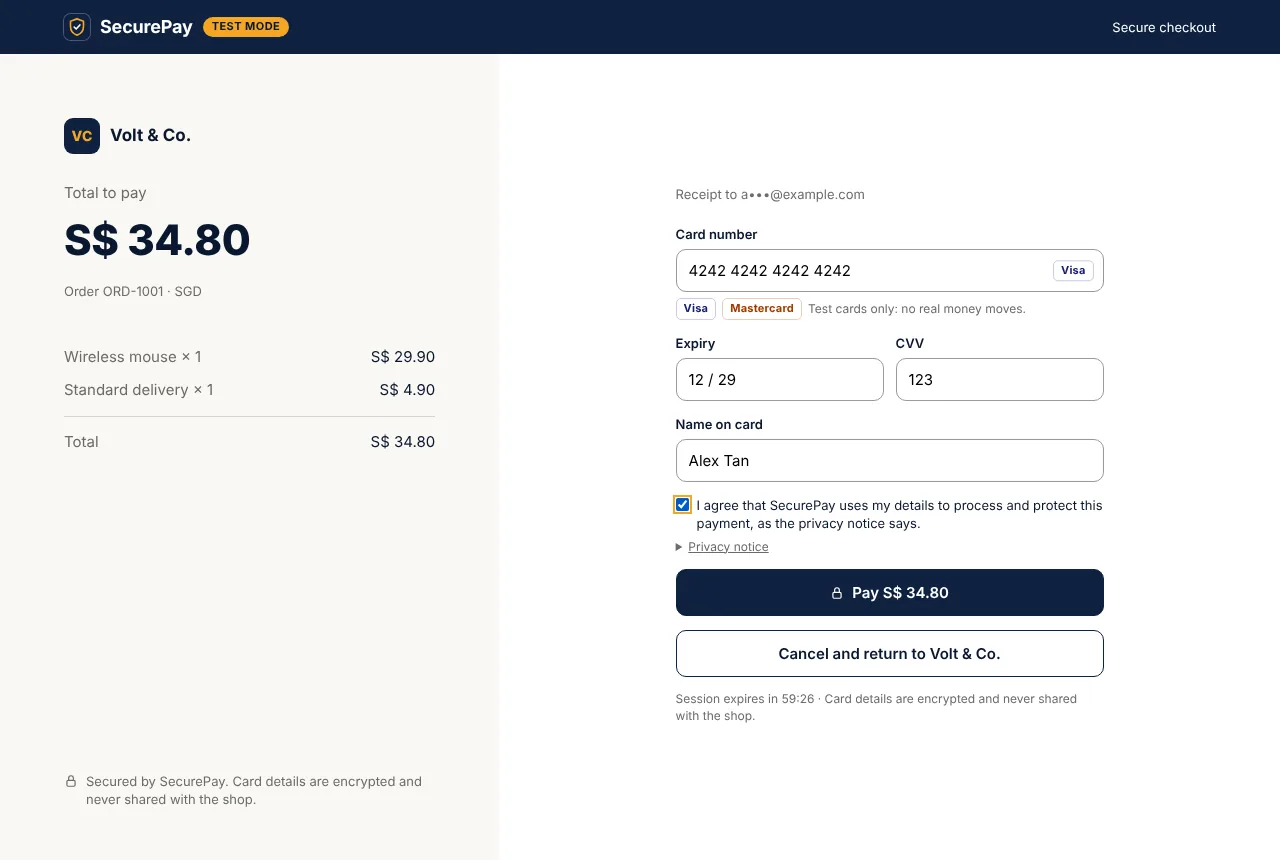 SecurePay TEST MODE
Secure checkout
VC Volt & Co.
Total to pay
S$ 34.80
Order ORD-1001 · SGD
Wireless mouse × 1 S$ 29.90
Standard delivery × 1 S$ 4.90
Total S$ 34.80
Secured by SecurePay. Card details are encrypted and
never shared with the shop.
Receipt to a•••@example.com
Card number
4242 4242 4242 4242 Visa
Visa Mastercard Test cards only: no real money moves.
Expiry CVV
12 / 29 123
Name on card
Alex Tan
I agree that SecurePay uses my details to process and protect this
payment, as the privacy notice says.
Privacy notice
Pay S$ 34.80
Cancel and return to Volt & Co.
Session expires in 59:26 · Card details are encrypted and never shared
with the shop.